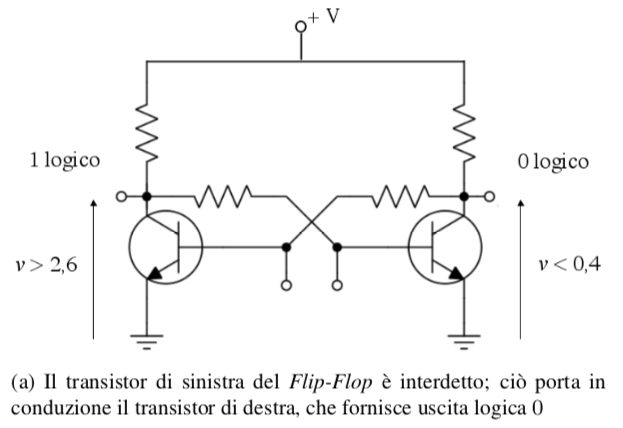 + V
1 logico
0 logico
v > 2,6
v < 0,4
(a) Il transistor di sinistra del Flip-Flop è interdetto; ciò porta in
conduzione il transistor di destra, che fornisce uscita logica 0